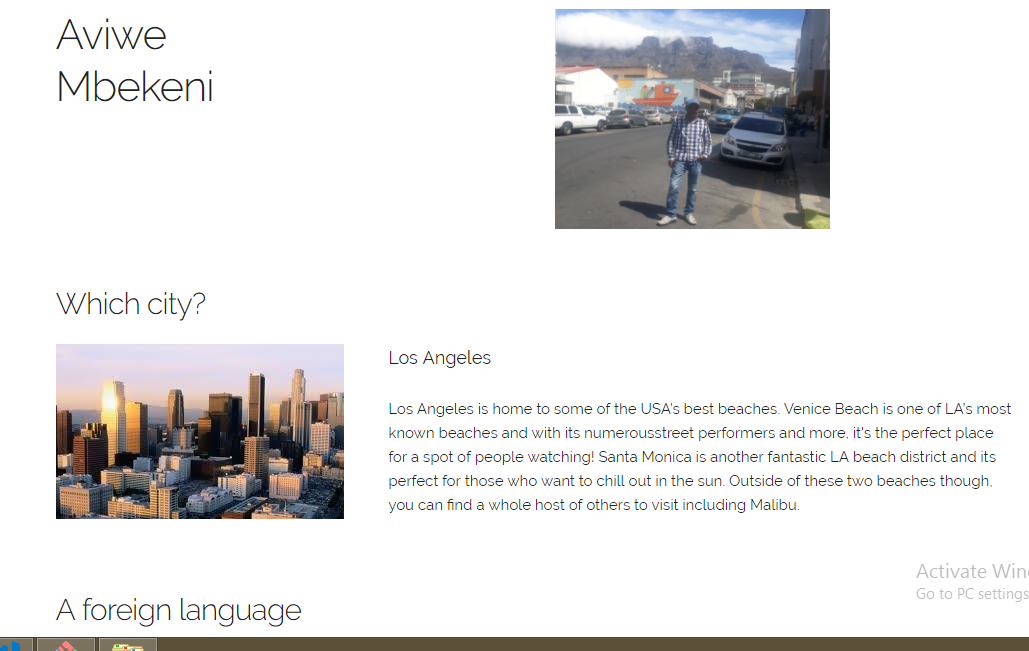 Aviwe
Mbekeni
Which city?
Los Angeles
Los Angeles is home to some of the USA's best beaches. Venice Beach is one of LA's most
known beaches and with its numerousstreet performers and more, it's the perfect place
for a spot of people watching! Santa Monica is another fantastic LA beach district and its
perfect for those who want to chill out in the sun. Outside of these two beaches though,
you can find a whole host of others to visit including Malibu.
Activate Win
Go to PC settings
A foreign language